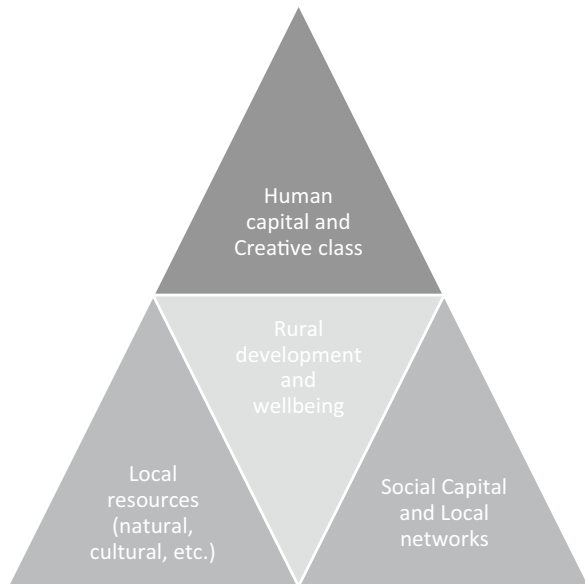 Human
capital and
Creative class
Rural
development
and
wellbeing
Local
resources
(natural,
cultural, etc.)
Social Capital
and Local
networks